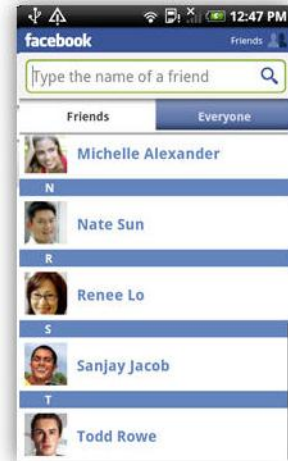 12:47 PM
facebook
Friends
Type the name of a friend
Friends
Everyone
Michelle Alexander
N
Nate Sun
R
Renee Lo
S
Sanjay Jacob
T
Todd Rowe